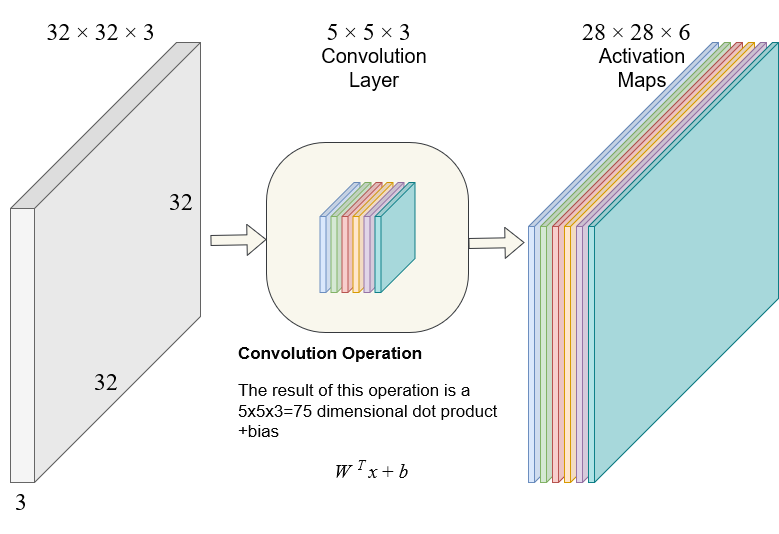 32 × 32 × 3
32
32
3
5 × 5 × 3
Convolution
Layer
Convolution Operation
The result of this operation is a
5x5x3=75 dimensional dot product
+bias
W ᵀ x + b
28 × 28 × 6
Activation
Maps